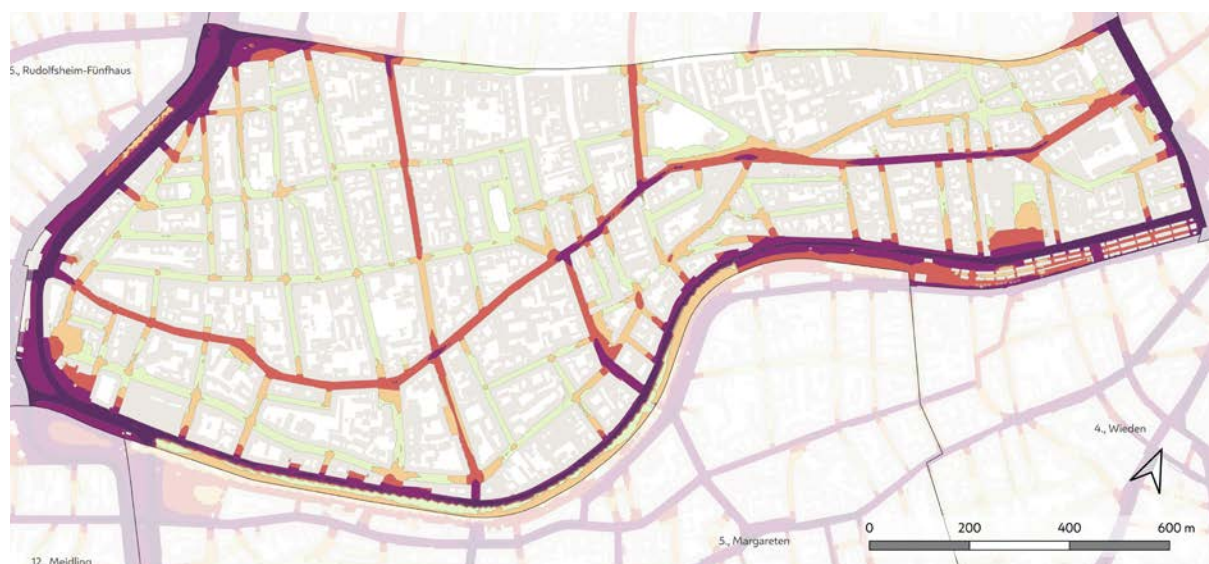 5., Rudolfsheim-Fünfhaus
4., Wieden
0 200 400 600 m
5., Margareten
12., Meidling